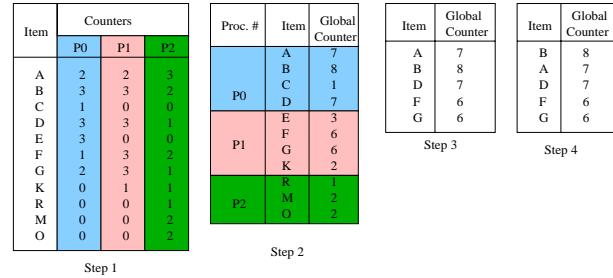 Item Counters
P0 P1 P2
A 2 2 3
B 3 3 2
C 1 0 0
D 3 3 1
E 3 0 0
F 1 3 2
G 2 3 1
K 0 1 1
R 0 0 1
M 0 0 2
O 0 0 2
Step 1
Proc. # Item Global
Counter
A 7
B 8
P0 C 1
D 7
E 3
P1 F 6
G 6
K 2
R 1
P2 M 2
O 2
Step 2
Item Global
Counter
A 7
B 8
D 7
F 6
G 6
Step 3
Item Global
Counter
B 8
A 7
D 7
F 6
G 6
Step 4